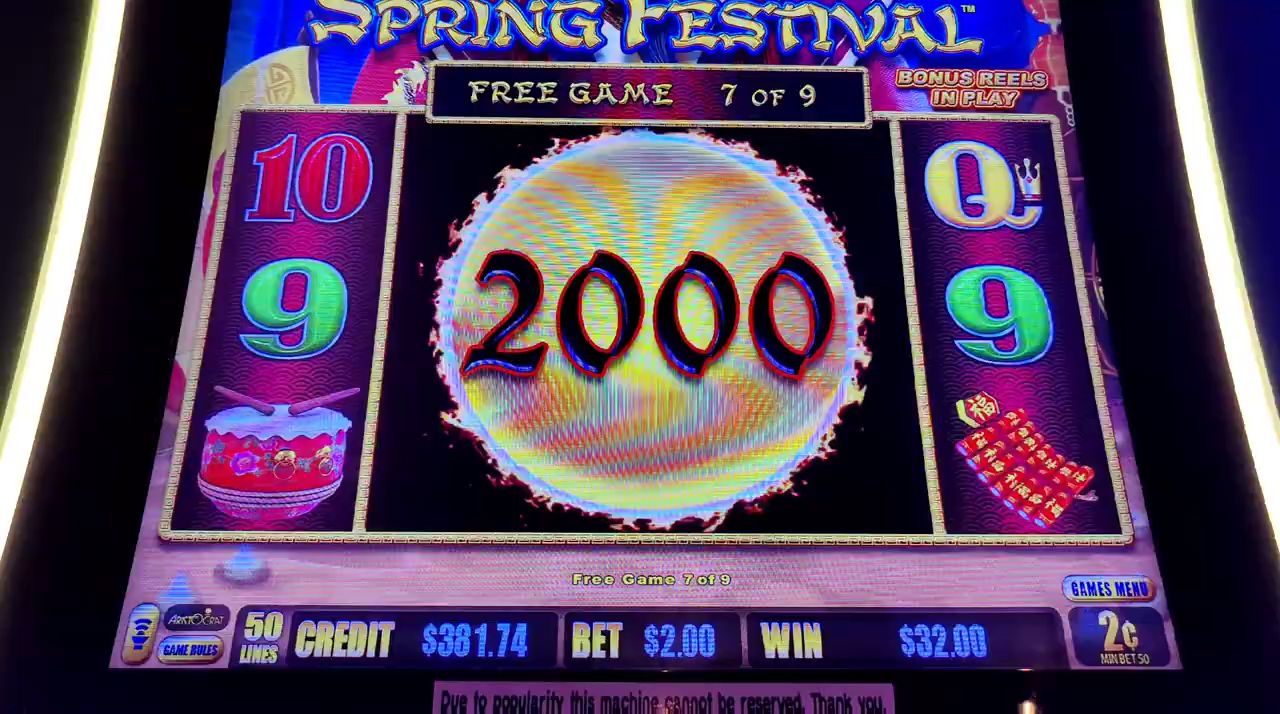 SPRING FESTIVAL™
FREE GAME 7 OF 9
BONUS REELS
IN PLAY
10
Q
2000
9
9
福
Free Game 7 of 9
GAMES MENU
ARISTOCRAT
GAME RULES
50
LINES
CREDIT $381.74
BET $2.00
WIN $32.00
2¢
MIN BET 50
Due to popularity this machine cannot be reserved. Thank you.